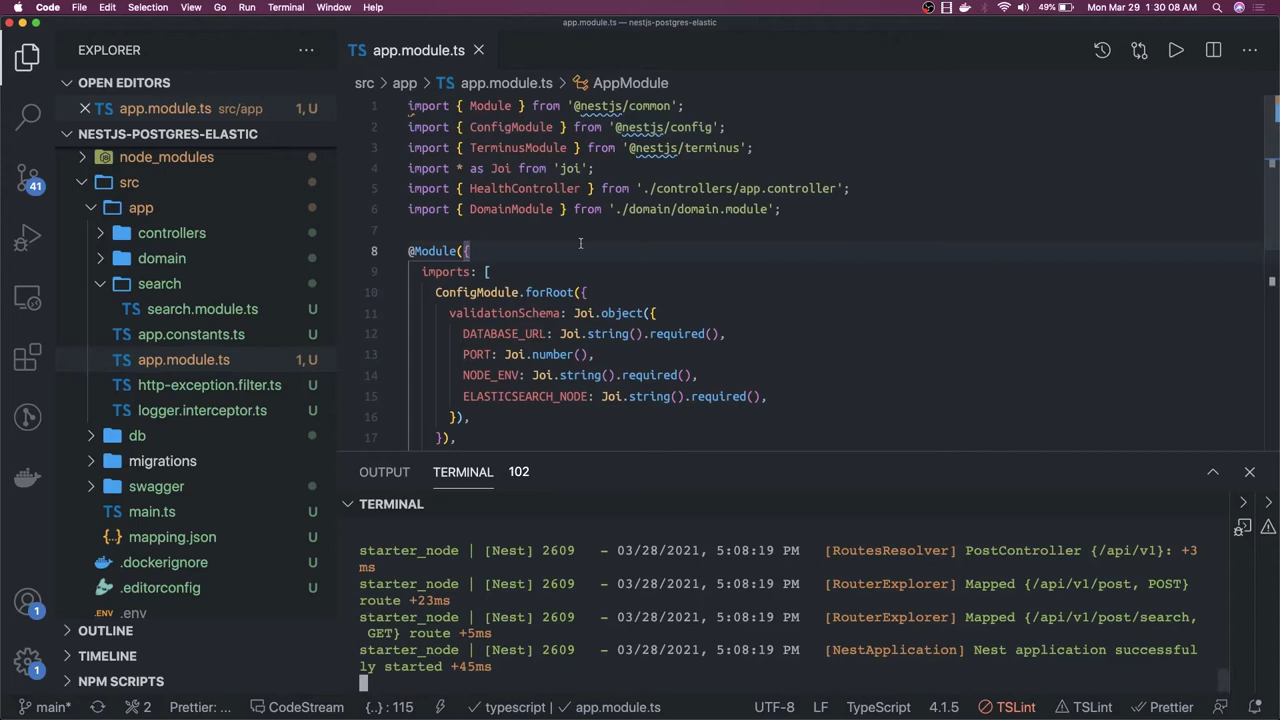 Code File Edit Selection View Go Run Terminal Window Help 49% Mon Mar 29 1:30:08 AM
app.module.ts — nestjs-postgres-elastic
EXPLORER
TS app.module.ts
OPEN EDITORS
TS app.module.ts src/app 1, U
src > app > TS app.module.ts > AppModule
NESTJS-POSTGRES-ELASTIC
node_modules
src
app
controllers
domain
search
TS search.module.ts U
TS app.constants.ts U
TS app.module.ts 1, U
TS http-exception.filter.ts U
TS logger.interceptor.ts U
db
migrations
swagger
TS main.ts U
{..} mapping.json U
.dockerignore U
.editorconfig U
.env
OUTLINE
TIMELINE
NPM SCRIPTS
41
1
1
1 import { Module } from '@nestjs/common';
2 import { ConfigModule } from '@nestjs/config';
3 import { TerminusModule } from '@nestjs/terminus';
4 import * as Joi from 'joi';
5 import { HealthController } from './controllers/app.controller';
6 import { DomainModule } from './domain/domain.module';
7
8 @Module({
9 imports: [
10 ConfigModule.forRoot({
11 validationSchema: Joi.object({
12 DATABASE_URL: Joi.string().required(),
13 PORT: Joi.number(),
14 NODE_ENV: Joi.string().required(),
15 ELASTICSEARCH_NODE: Joi.string().required(),
16 }),
17 }),
OUTPUT TERMINAL 102
TERMINAL
starter_node | [Nest] 2609 - 03/28/2021, 5:08:19 PM [RoutesResolver] PostController {/api/v1}: +3
ms
starter_node | [Nest] 2609 - 03/28/2021, 5:08:19 PM [RouterExplorer] Mapped {/api/v1/post, POST}
route +23ms
starter_node | [Nest] 2609 - 03/28/2021, 5:08:19 PM [RouterExplorer] Mapped {/api/v1/post/search,
GET} route +5ms
starter_node | [Nest] 2609 - 03/28/2021, 5:08:19 PM [NestApplication] Nest application successful
ly started +45ms
main* 2 Prettier: ... CodeStream {..} : 115 typescript | app.module.ts UTF-8 LF TypeScript 4.1.5 TSLint TSLint Prettier